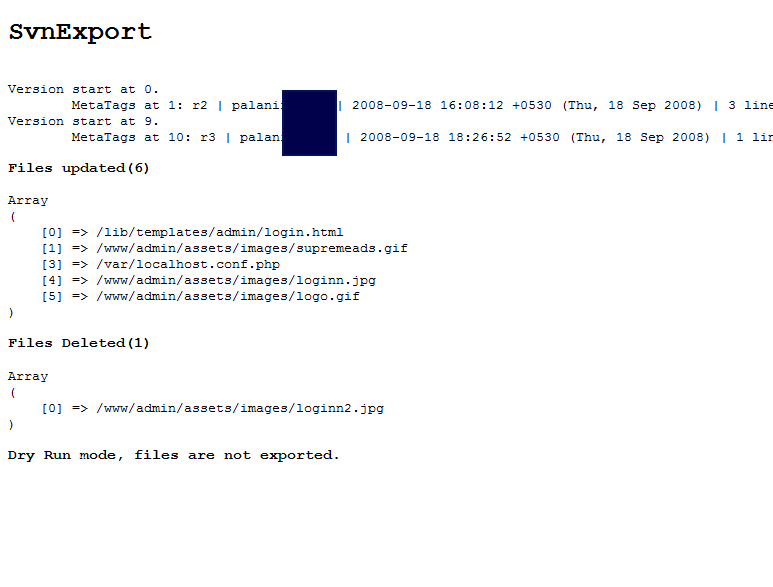 SvnExport
Version start at 0.
MetaTags at 1: r2 | palani | 2008-09-18 16:08:12 +0530 (Thu, 18 Sep 2008) | 3 line
Version start at 9.
MetaTags at 10: r3 | palani | 2008-09-18 18:26:52 +0530 (Thu, 18 Sep 2008) | 1 lin
Files updated(6)
Array
(
[0] => /lib/templates/admin/login.html
[1] => /www/admin/assets/images/supremeads.gif
[3] => /var/localhost.conf.php
[4] => /www/admin/assets/images/loginn.jpg
[5] => /www/admin/assets/images/logo.gif
)
Files Deleted(1)
Array
(
[0] => /www/admin/assets/images/loginn2.jpg
)
Dry Run mode, files are not exported.